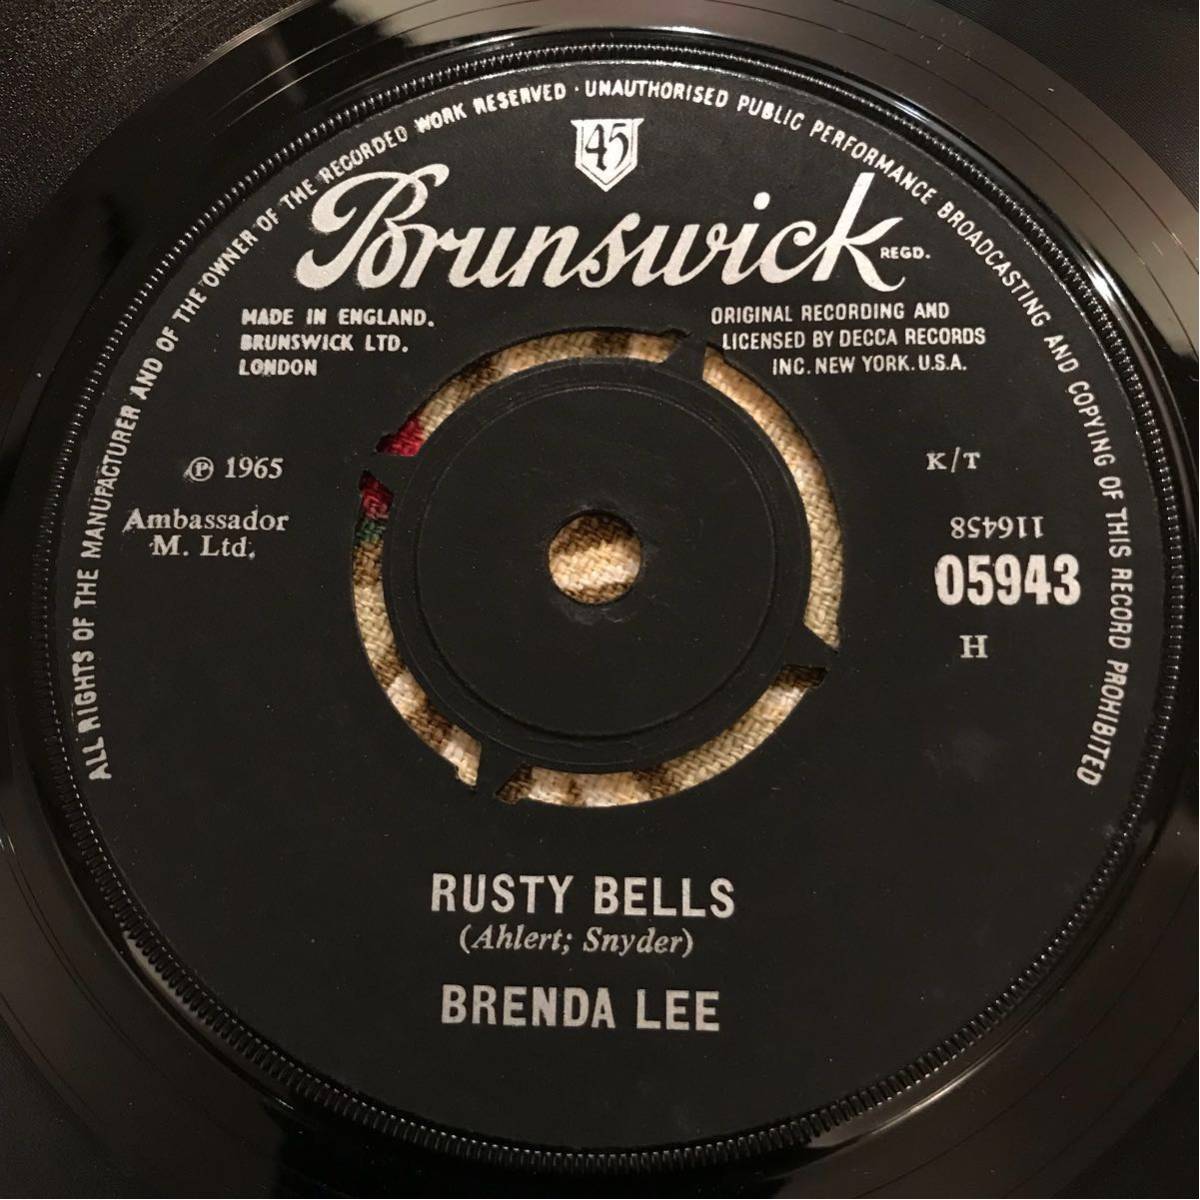 ALL RIGHTS OF THE MANUFACTURER AND OF THE OWNER OF THE RECORDED WORK RESERVED · UNAUTHORISED PUBLIC PERFORMANCE BROADCASTING AND COPYING OF THIS RECORD PROHIBITED
45
Brunswick
REGD.
MADE IN ENGLAND.
BRUNSWICK LTD.
LONDON
ORIGINAL RECORDING AND
LICENSED BY DECCA RECORDS
INC. NEW YORK. U.S.A.
℗ 1965
Ambassador
M. Ltd.
K/T
116458
05943
H
RUSTY BELLS
(Ahlert; Snyder)
BRENDA LEE